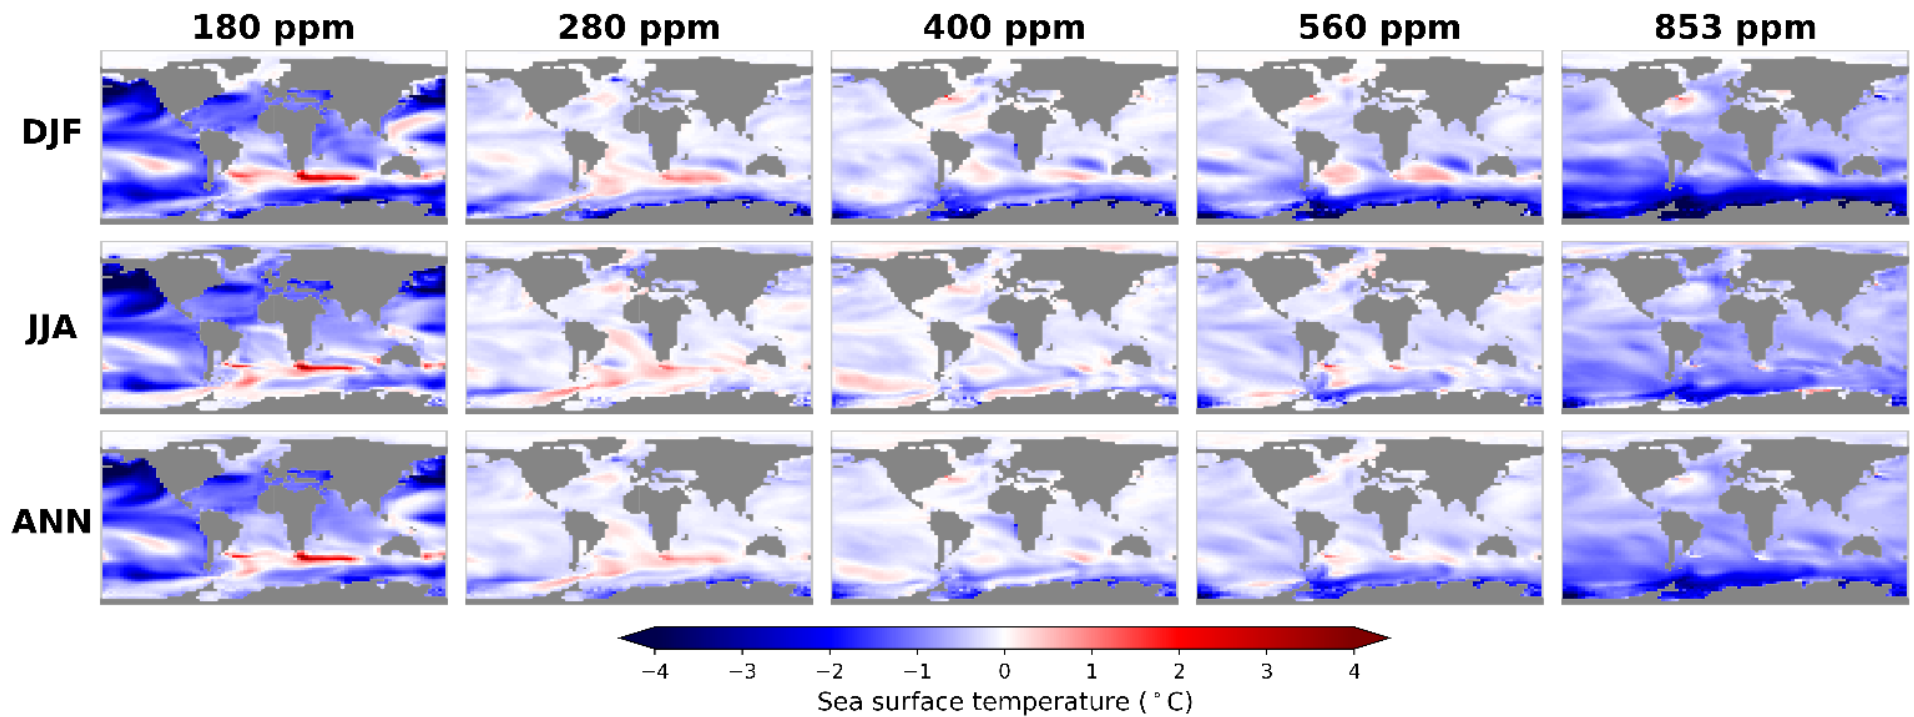 180 ppm 280 ppm 400 ppm 560 ppm 853 ppm
DJF
JJA
ANN
−4 −3 −2 −1 0 1 2 3 4
Sea surface temperature (°C)